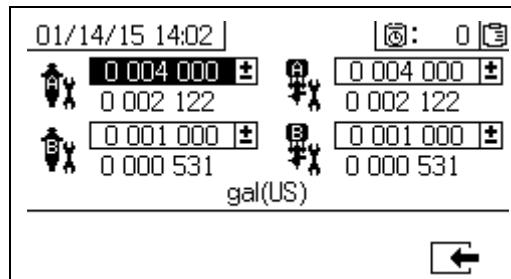 01/14/15 14:02 : 0
A 0 004 000 ± A 0 004 000 ±
0 002 122 0 002 122
B 0 001 000 ± B 0 001 000 ±
0 000 531 0 000 531
gal(US)